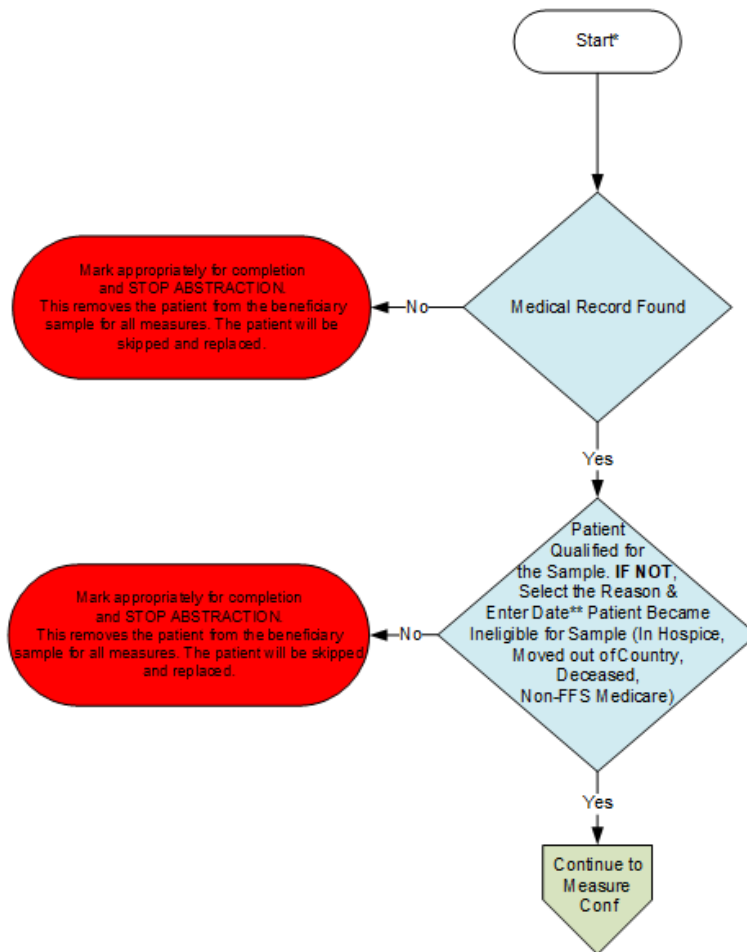 Start*
Medical Record Found
No
Mark appropriately for completion
and STOP ABSTRACTION.
This removes the patient from the beneficiary
sample for all measures. The patient will be
skipped and replaced.
Yes
Patient
Qualified for
the Sample. IF NOT,
Select the Reason &
Enter Date** Patient Became
Ineligible for Sample (In Hospice,
Moved out of Country,
Deceased,
Non-FFS Medicare)
No
Mark appropriately for completion
and STOP ABSTRACTION.
This removes the patient from the beneficiary
sample for all measures. The patient will be skipped
and replaced.
Yes
Continue to
Measure
Conf